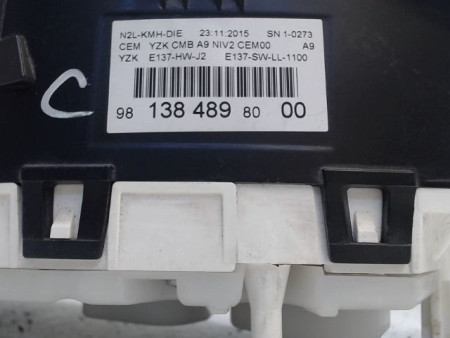 N2L-KMH-DIE 23.11.2015 SN 1-0273
CEM YZK CMB A9 NIV2 CEM00 A9
YZK E137-HW-J2 E137-SW-LL-1100
98 138 489 80 00
C